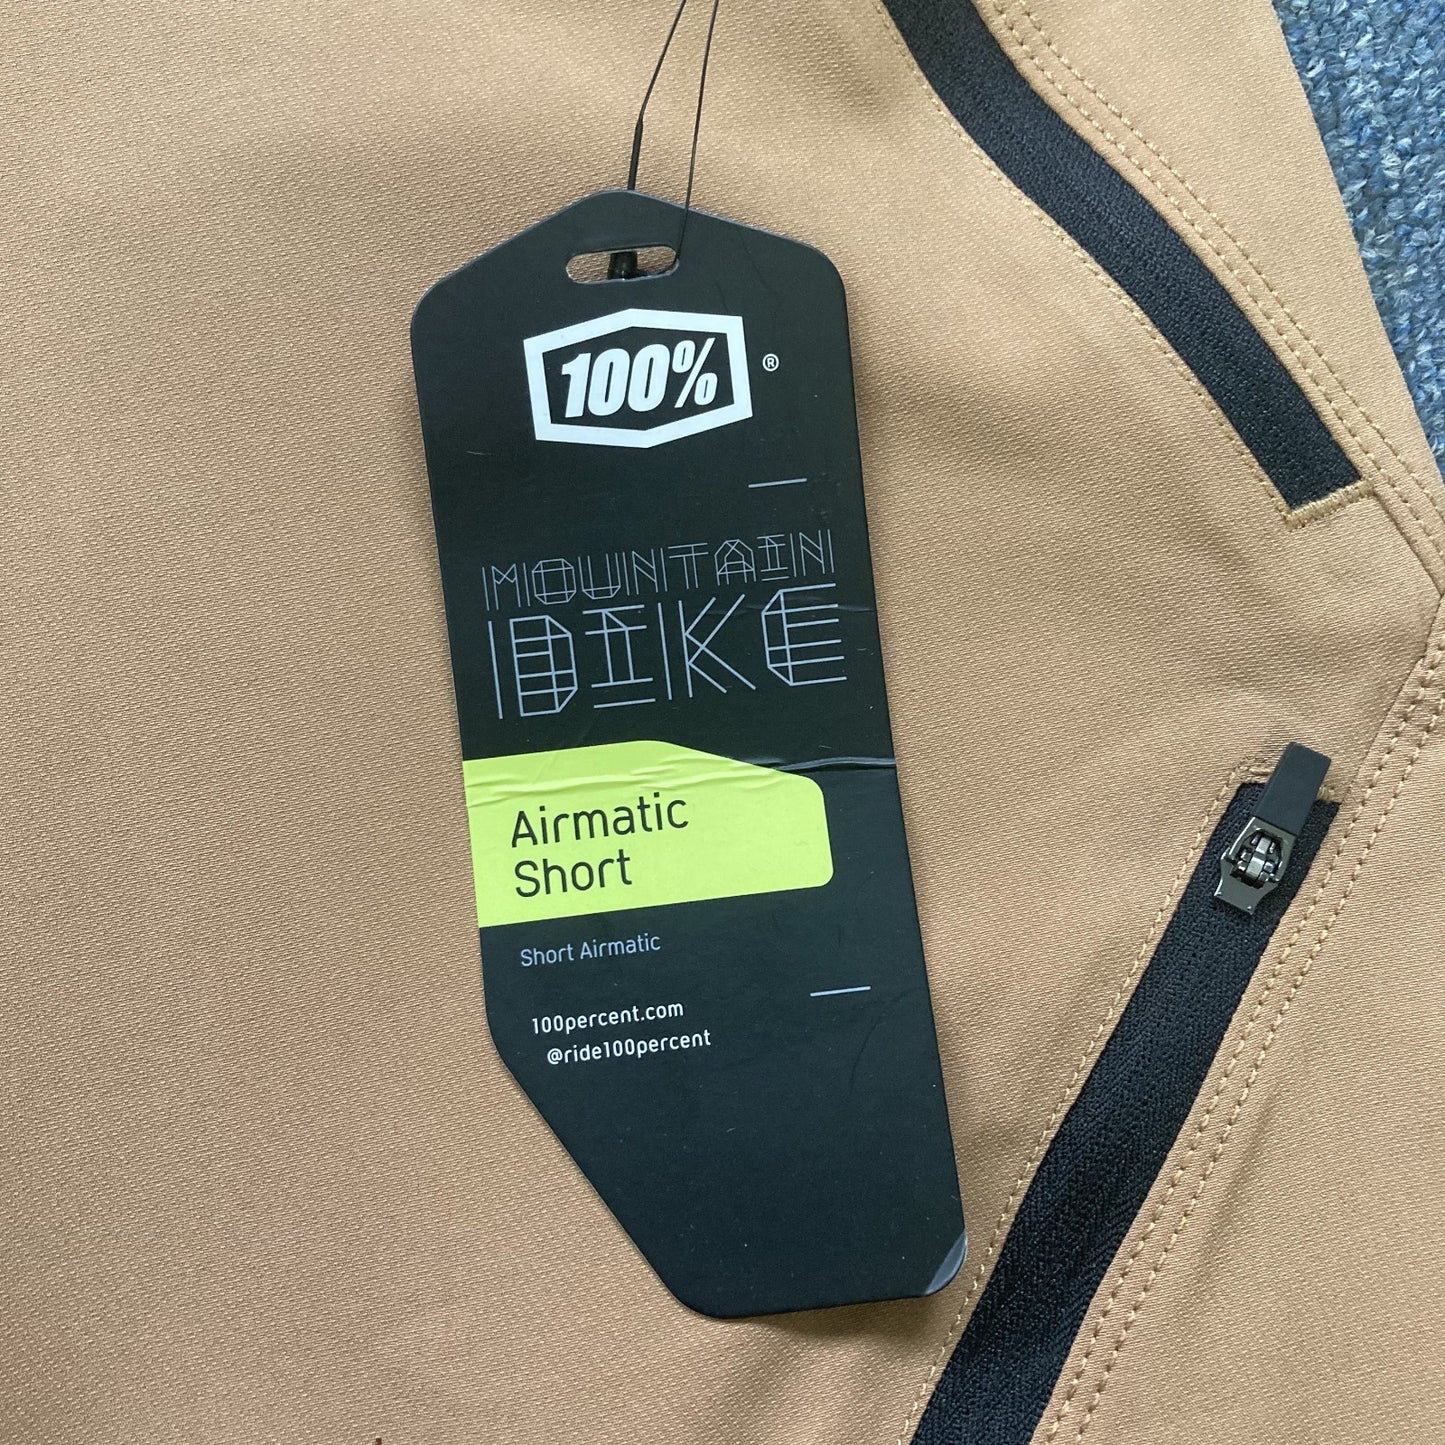 100% ®
MOUNTAIN
BIKE
Airmatic
Short
Short Airmatic
100percent.com
@ride100percent